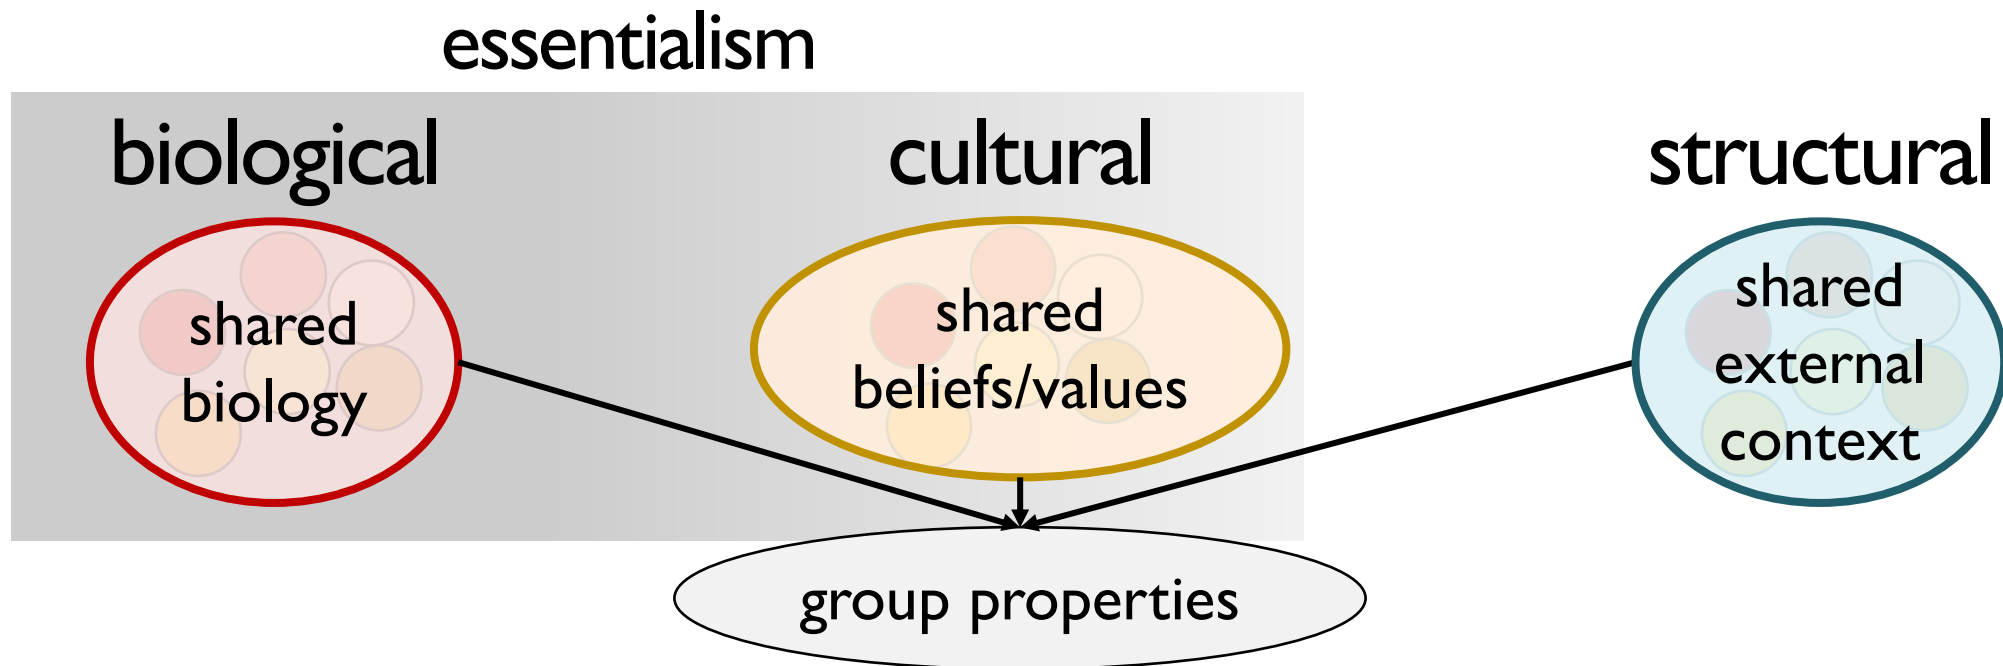 essentialism
biological
cultural
structural
shared
biology
shared
beliefs/values
shared
external
context
group properties